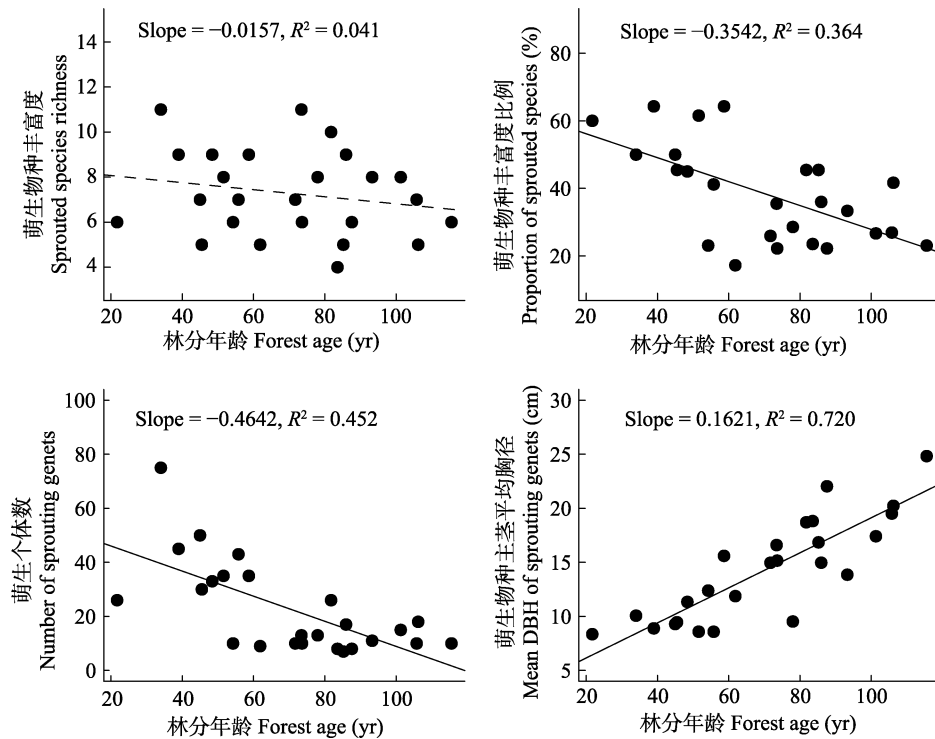 Slope = −0.0157, R² = 0.041
萌生物种丰富度
Sprouted species richness
14
12
10
8
6
4
20 40 60 80 100
林分年龄 Forest age (yr)
Slope = −0.3542, R² = 0.364
萌生物种丰富度比例
Proportion of sprouted species (%)
80
60
40
20
20 40 60 80 100
林分年龄 Forest age (yr)
Slope = −0.4642, R² = 0.452
萌生个体数
Number of sprouting genets
100
80
60
40
20
0
20 40 60 80 100
林分年龄 Forest age (yr)
Slope = 0.1621, R² = 0.720
萌生物种主茎平均胸径
Mean DBH of sprouting genets (cm)
30
25
20
15
10
5
20 40 60 80 100
林分年龄 Forest age (yr)